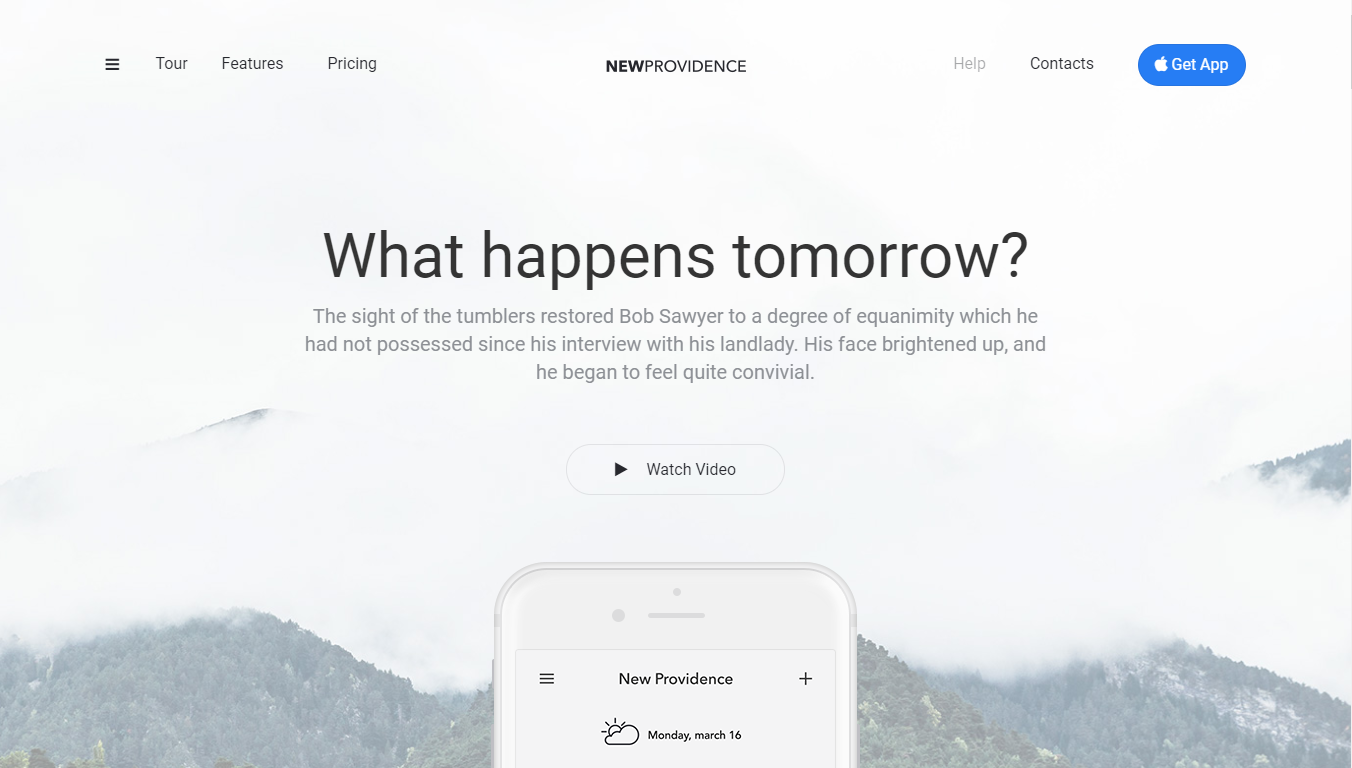 Tour Features Pricing NEWPROVIDENCE Help Contacts Get App
What happens tomorrow?
The sight of the tumblers restored Bob Sawyer to a degree of equanimity which he
had not possessed since his interview with his landlady. His face brightened up, and
he began to feel quite convivial.
Watch Video
New Providence
Monday, march 16